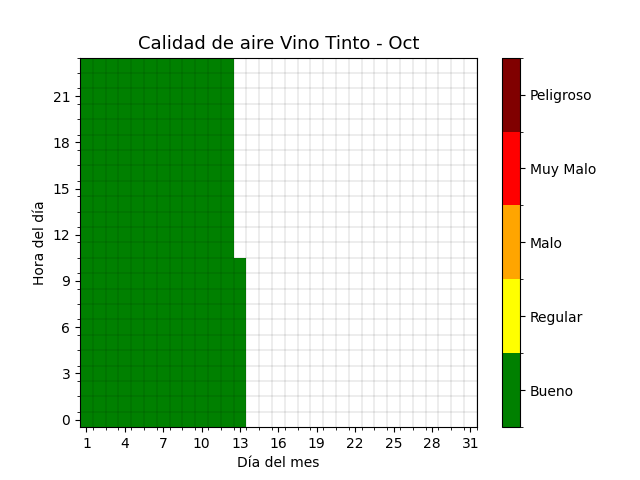 Calidad de aire Vino Tinto - Oct
Hora del día
21
18
15
12
9
6
3
0
1 4 7 10 13 16 19 22 25 28 31
Día del mes
Peligroso
Muy Malo
Malo
Regular
Bueno